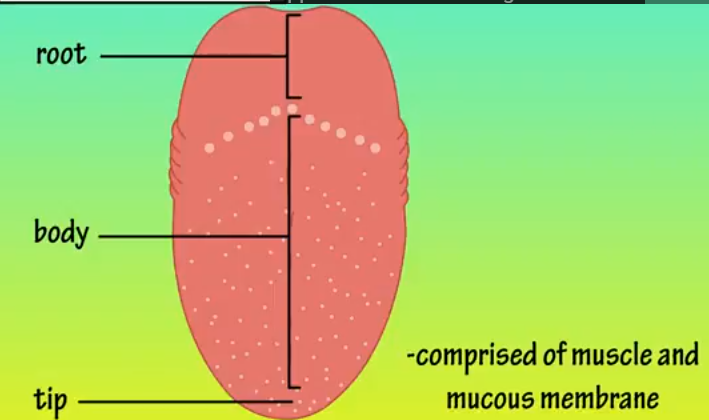 root
body
tip
-comprised of muscle and
mucous membrane